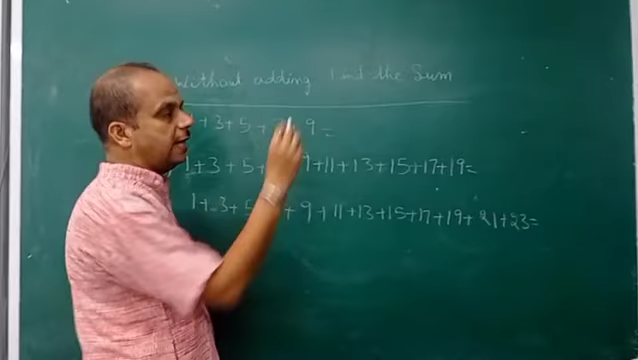 without adding Find the Sum
+ 3 + 5 + 9 =
1 + 3 + 5 + + 11 + 13 + 15 + 17 + 19 =
1 + 3 + 5 + 9 + 11 + 13 + 15 + 17 + 19 + 21 + 23 =